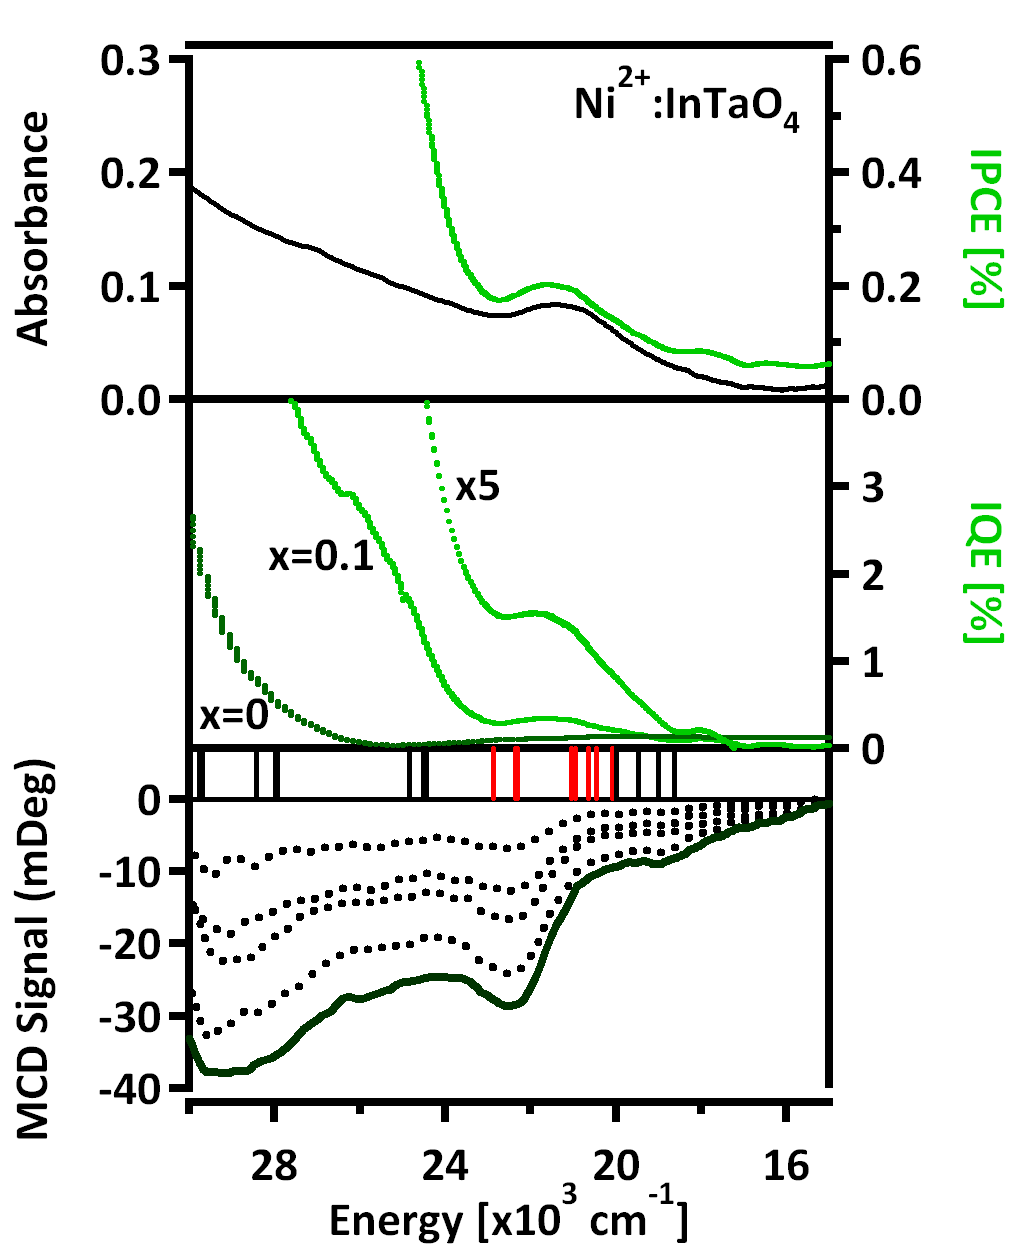 0.3
0.2
0.1
0.0
Absorbance
Ni2+:InTaO4
0.6
0.4
0.2
0.0
IPCE [%]
x5
x=0.1
x=0
3
2
1
0
IQE [%]
0
-10
-20
-30
-40
MCD Signal (mDeg)
28 24 20 16
Energy [x103 cm-1]